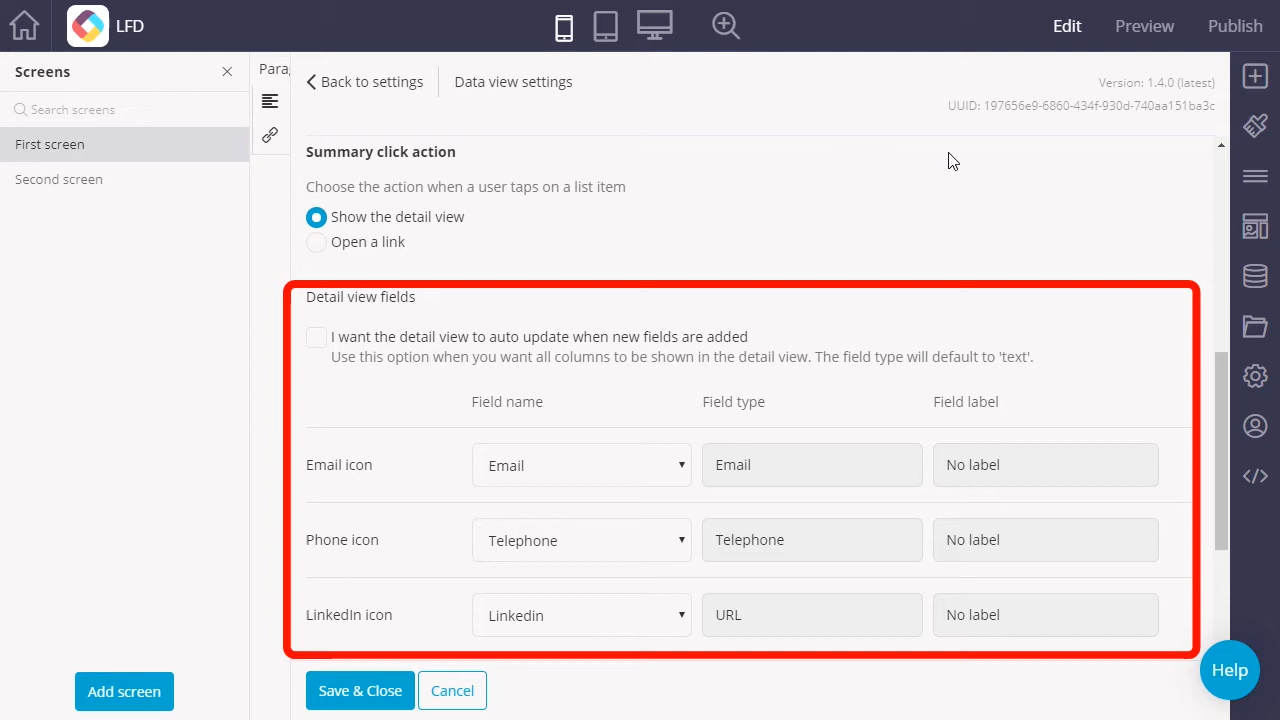 LFD
Edit
Preview
Publish
Screens
Search screens
First screen
Second screen
Add screen
Back to settings
Data view settings
Version: 1.4.0 (latest)
UUID: 197656e9-6860-434f-930d-740aa151ba3c
Summary click action
Choose the action when a user taps on a list item
Show the detail view
Open a link
Detail view fields
I want the detail view to auto update when new fields are added
Use this option when you want all columns to be shown in the detail view. The field type will default to 'text'.
Field name Field type Field label
Email icon Email Email No label
Phone icon Telephone Telephone No label
LinkedIn icon Linkedin URL No label
Save & Close
Cancel
Help